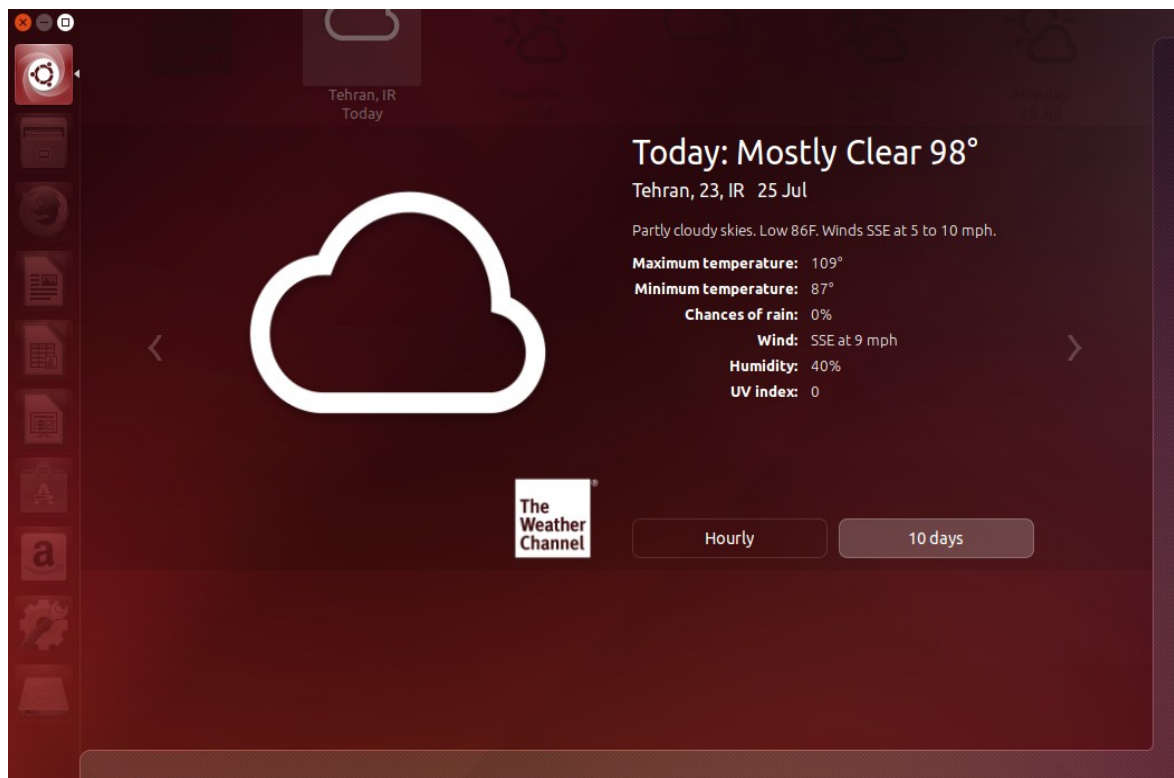 Tehran, IR
Today
Today: Mostly Clear 98°
Tehran, 23, IR 25 Jul
Partly cloudy skies. Low 86F. Winds SSE at 5 to 10 mph.
Maximum temperature: 109°
Minimum temperature: 87°
Chances of rain: 0%
Wind: SSE at 9 mph
Humidity: 40%
UV index: 0
The
Weather
Channel
®
Hourly
10 days
a